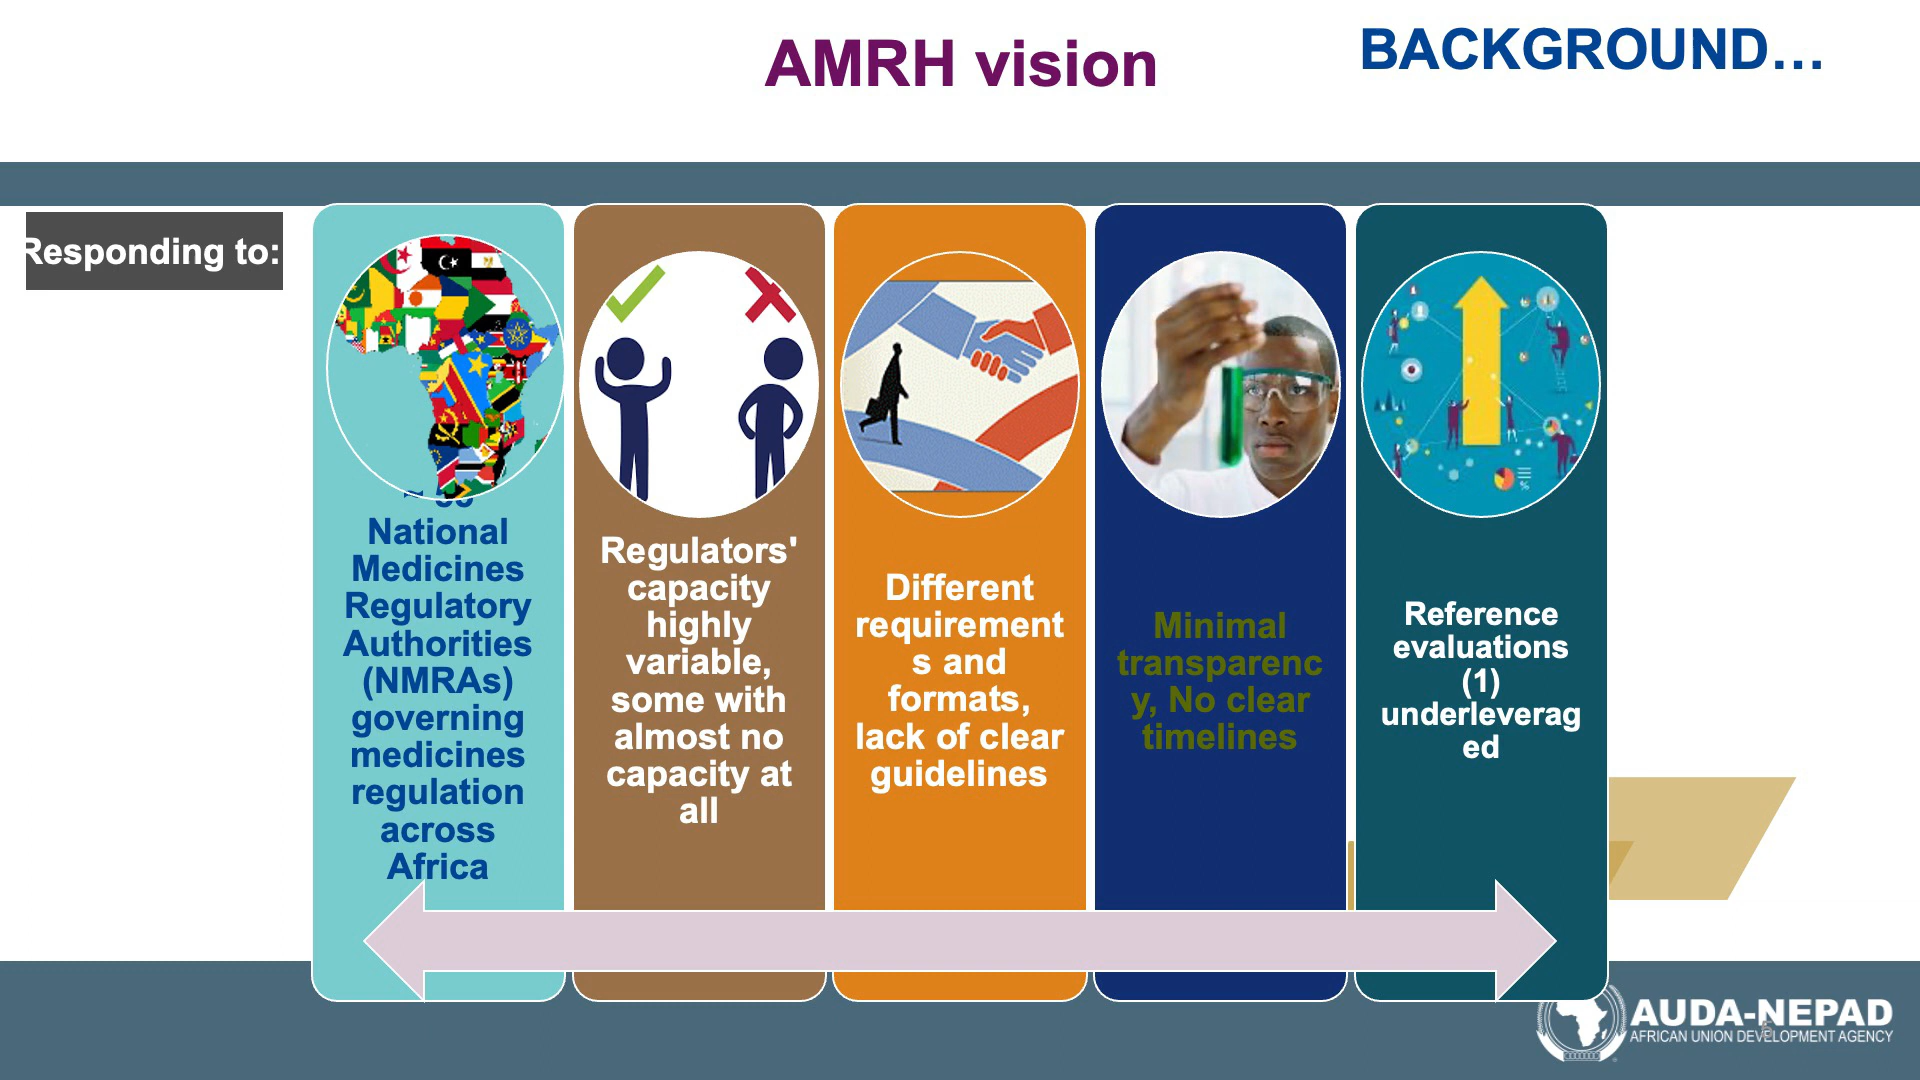 AMRH vision
BACKGROUND…
Responding to:
National
Medicines
Regulatory
Authorities
(NMRAs)
governing
medicines
regulation
across
Africa
Regulators'
capacity
highly
variable,
some with
almost no
capacity at
all
Different
requirement
s and
formats,
lack of clear
guidelines
Minimal
transparenc
y, No clear
timelines
Reference
evaluations
(1)
underleverag
ed
AUDA-NEPAD
AFRICAN UNION DEVELOPMENT AGENCY